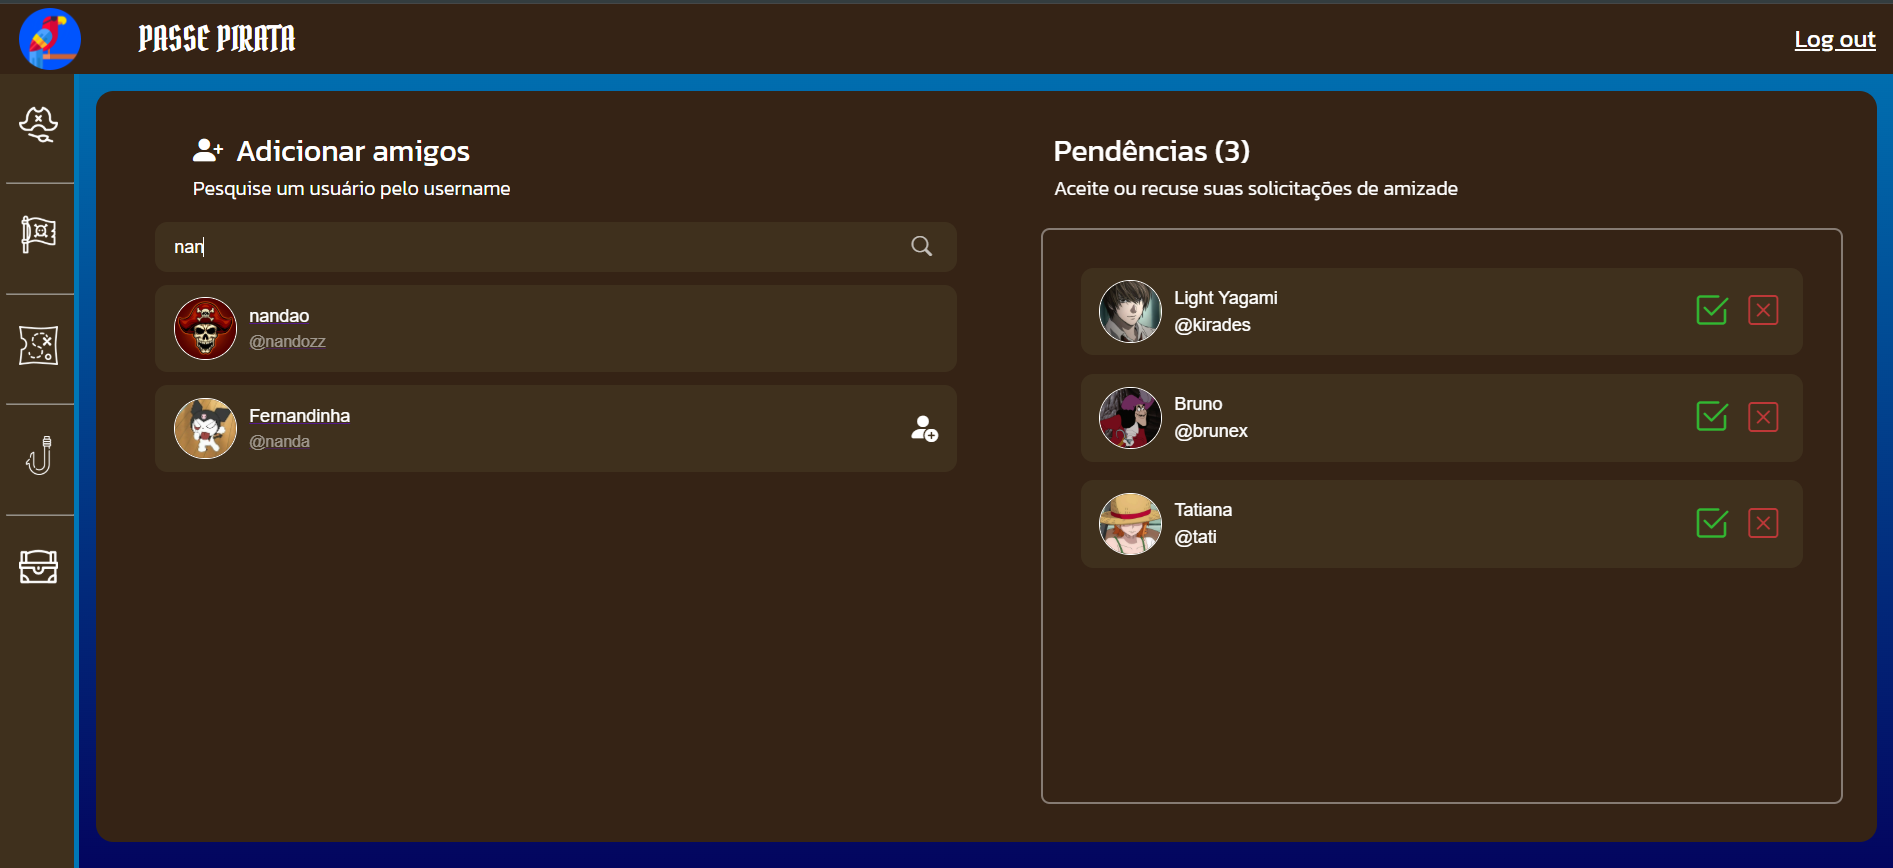 PASSE PIRATA
Log out
Adicionar amigos
Pesquise um usuário pelo username
nan
nandao
@nandozz
Fernandinha
@nanda
Pendências (3)
Aceite ou recuse suas solicitações de amizade
Light Yagami
@kirades
Bruno
@brunex
Tatiana
@tati